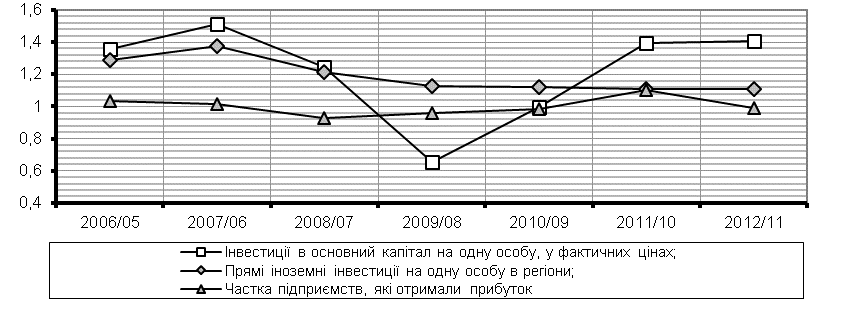 1,6
1,4
1,2
1
0,8
0,6
0,4
2006/05 2007/06 2008/07 2009/08 2010/09 2011/10 2012/11
Інвестиції в основний капітал на одну особу, у фактичних цінах;
Прямі іноземні інвестиції на одну особу в регіони;
Частка підприємств, які отримали прибуток